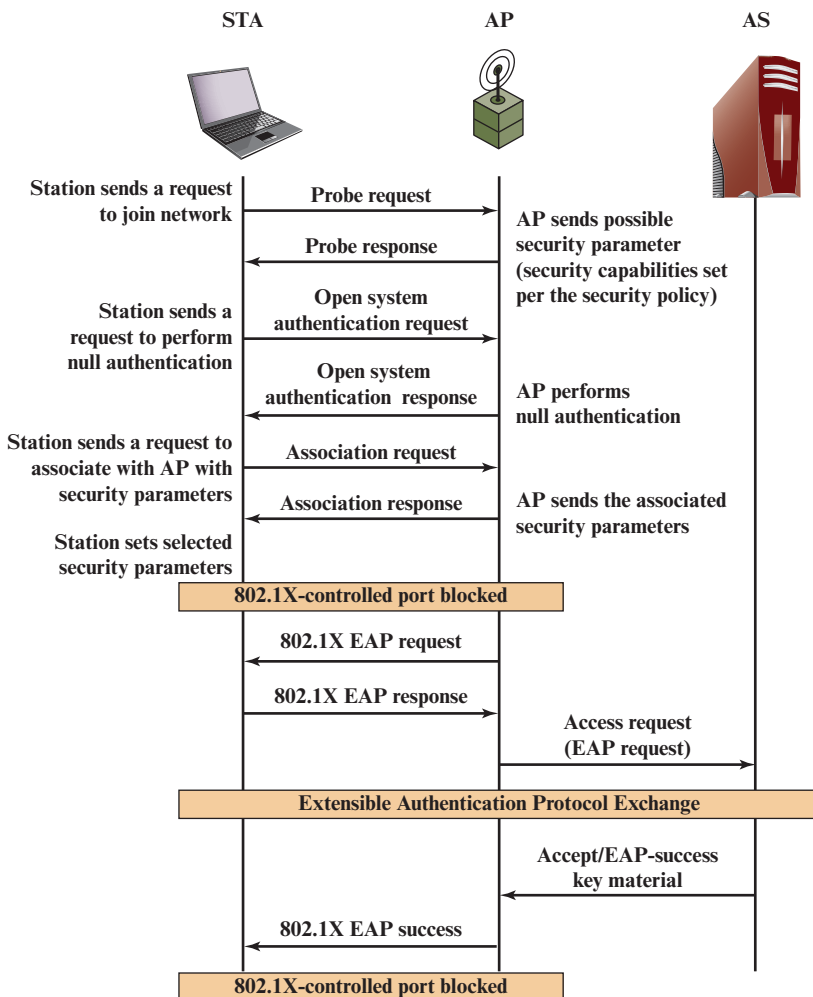 STA
AP
AS
Station sends a request
to join network
Probe request
AP sends possible
security parameter
(security capabilities set
per the security policy)
Probe response
Station sends a
request to perform
null authentication
Open system
authentication request
Open system
authentication response
AP performs
null authentication
Station sends a request to
associate with AP with
security parameters
Association request
Association response
AP sends the associated
security parameters
Station sets selected
security parameters
802.1X-controlled port blocked
802.1X EAP request
802.1X EAP response
Access request
(EAP request)
Extensible Authentication Protocol Exchange
Accept/EAP-success
key material
802.1X EAP success
802.1X-controlled port blocked